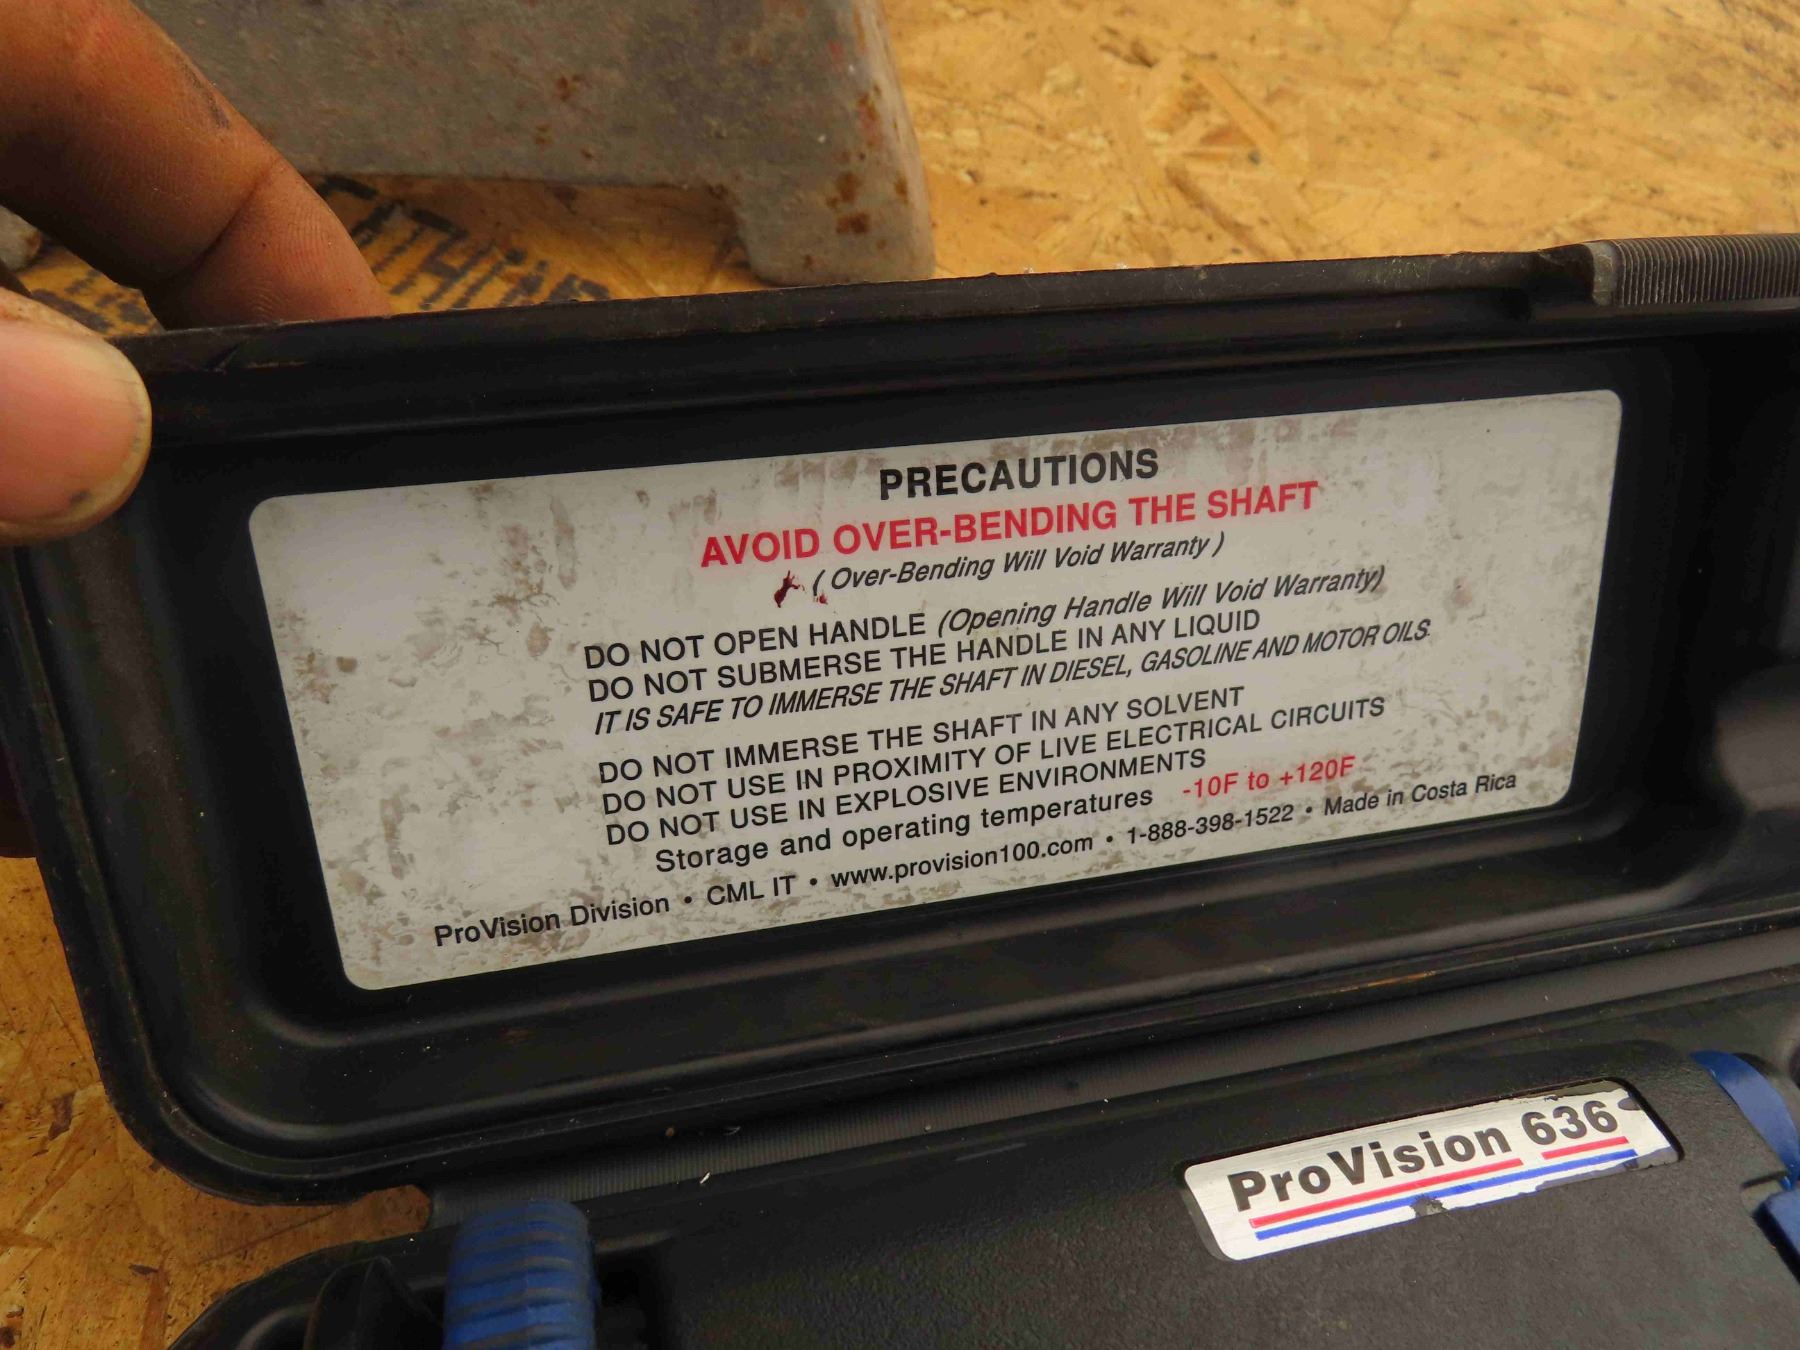 PRECAUTIONS
AVOID OVER-BENDING THE SHAFT
( Over-Bending Will Void Warranty )
DO NOT OPEN HANDLE (Opening Handle Will Void Warranty)
DO NOT SUBMERSE THE HANDLE IN ANY LIQUID
IT IS SAFE TO IMMERSE THE SHAFT IN DIESEL, GASOLINE AND MOTOR OILS.
DO NOT IMMERSE THE SHAFT IN ANY SOLVENT
DO NOT USE IN PROXIMITY OF LIVE ELECTRICAL CIRCUITS
DO NOT USE IN EXPLOSIVE ENVIRONMENTS
Storage and operating temperatures -10F to +120F
ProVision Division • CML IT • www.provision100.com • 1-888-398-1522 • Made in Costa Rica
ProVision 636